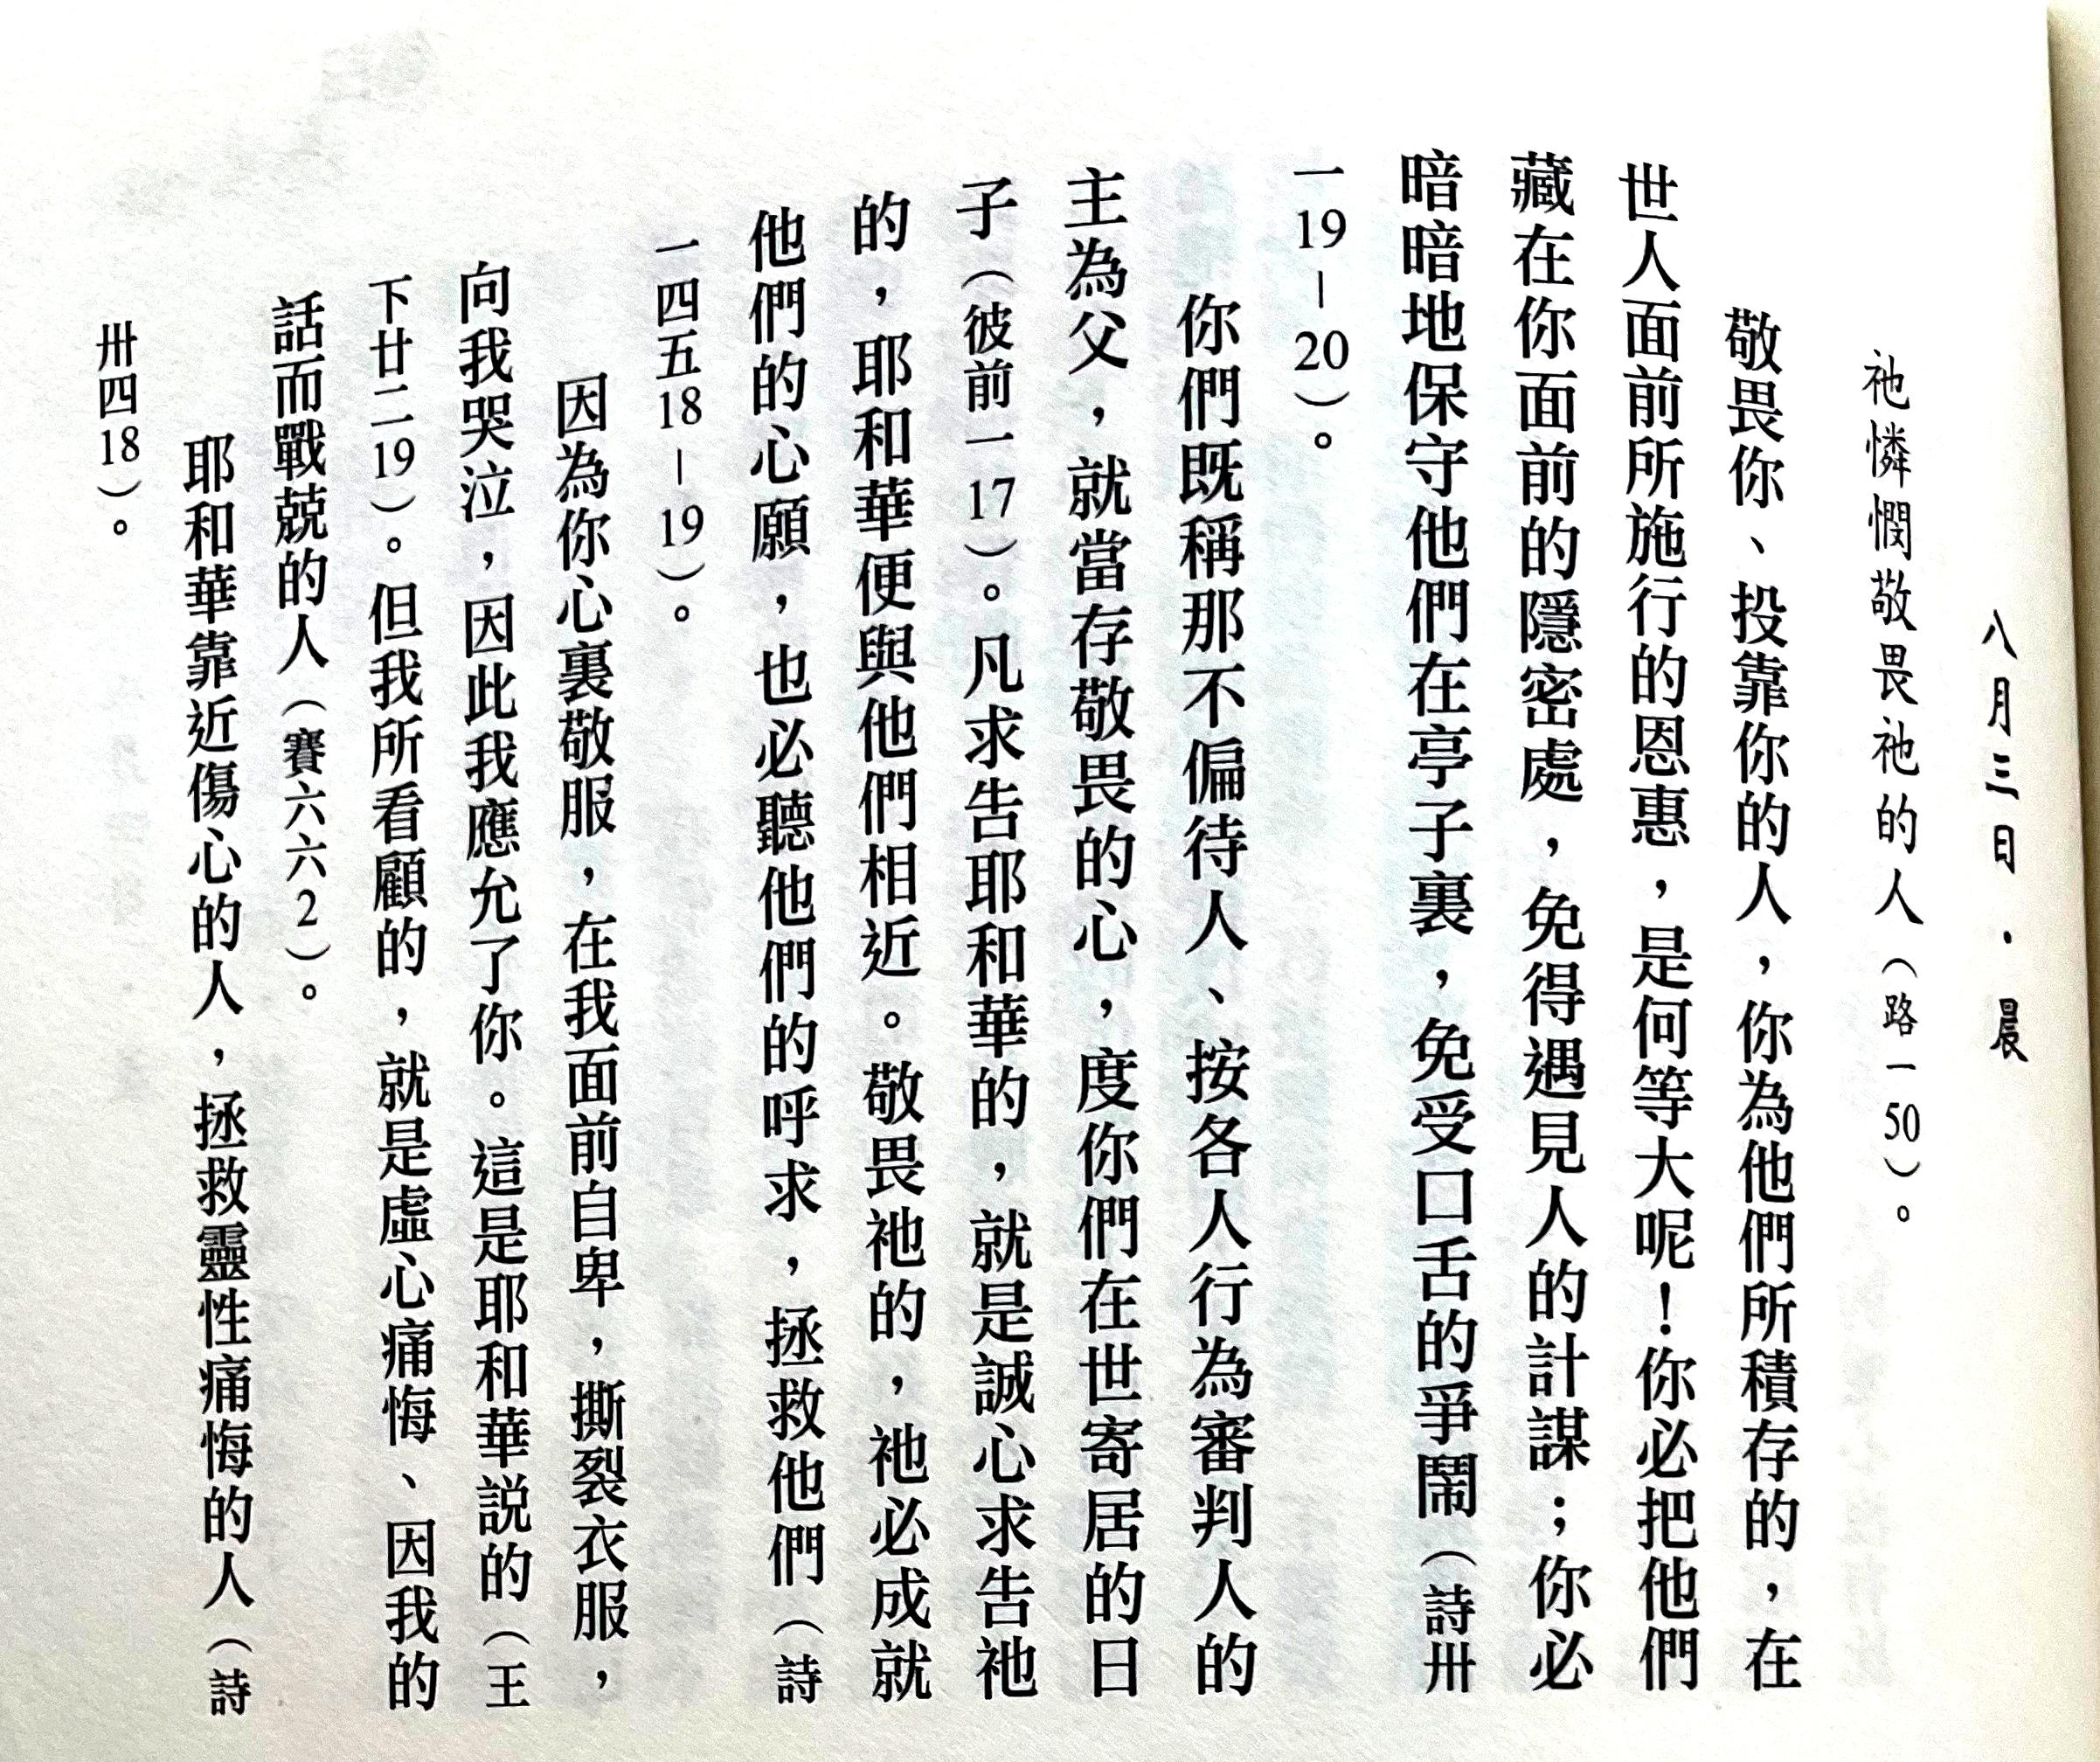 八月三日·晨
祂憐憫敬畏祂的人（路一50）。
敬畏你、投靠你的人，你為他們所積存的，在
世人面前所施行的恩惠，是何等大呢！你必把他們
藏在你面前的隱密處，免得遇見人的計謀；你必
暗暗地保守他們在亭子裏，免受口舌的爭鬧（詩卅
一19－20）。
你們既稱那不偏待人、按各人行為審判人的
主為父，就當存敬畏的心，度你們在世寄居的日
子（彼前一17）。凡求告耶和華的，就是誠心求告祂
的，耶和華便與他們相近。敬畏祂的，祂必成就
他們的心願，也必聽他們的呼求，拯救他們（詩
一四五18－19）。
因為你心裏敬服，在我面前自卑，撕裂衣服，
向我哭泣，因此我應允了你。這是耶和華説的（王
下廿二19）。但我所看顧的，就是虛心痛悔、因我的
話而戰兢的人（賽六六2）。
耶和華靠近傷心的人，拯救靈性痛悔的人（詩
卅四18）。